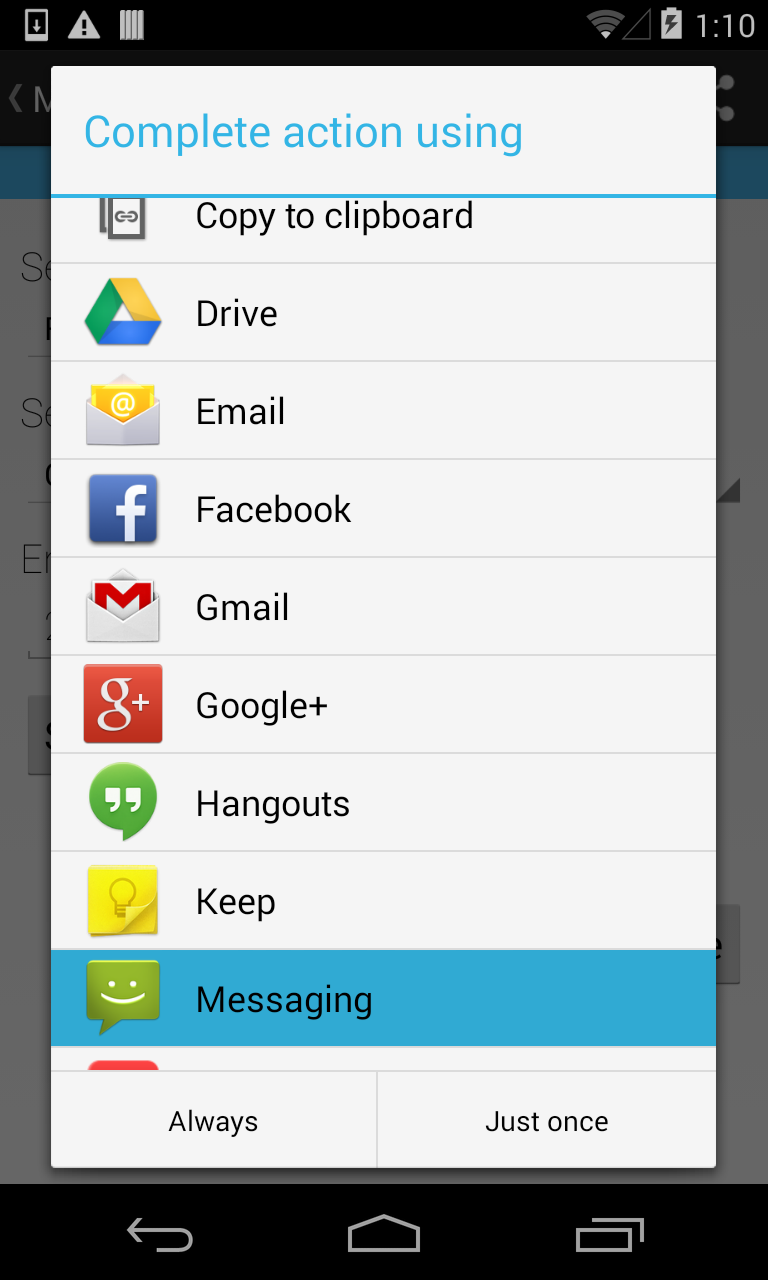 1:10
Complete action using
Copy to clipboard
Drive
Email
Facebook
Gmail
Google+
Hangouts
Keep
Messaging
Always
Just once